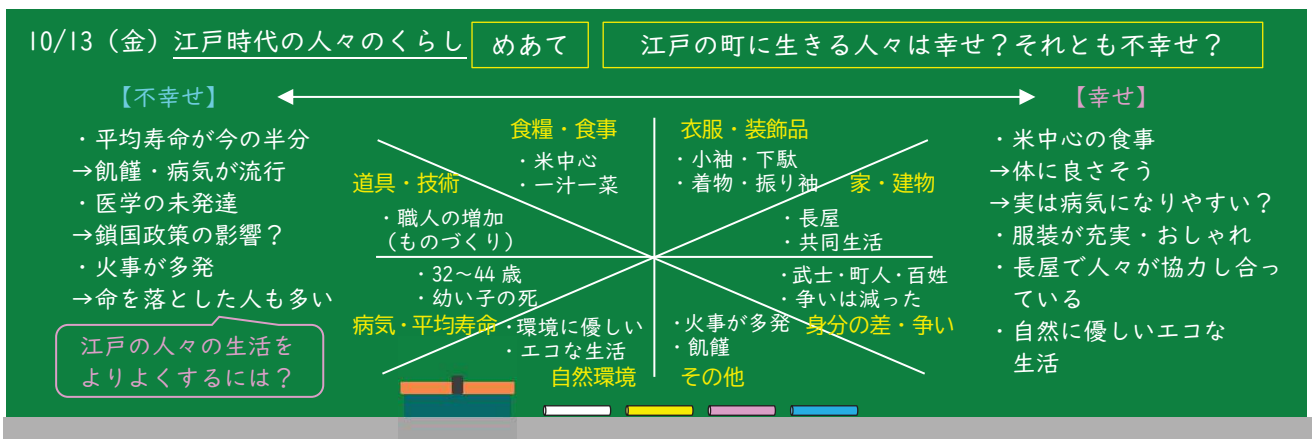 10/13（金）江戸時代の人々のくらし
めあて
江戸の町に生きる人々は幸せ？それとも不幸せ？
【不幸せ】
・平均寿命が今の半分
→飢饉・病気が流行
・医学の未発達
→鎖国政策の影響？
・火事が多発
→命を落とした人も多い
江戸の人々の生活を
よりよくするには？
食糧・食事
・米中心
・一汁一菜
衣服・装飾品
・小袖・下駄
・着物・振り袖
道具・技術
・職人の増加
（ものづくり）
家・建物
・長屋
・共同生活
・32～44 歳
・幼い子の死
病気・平均寿命
・武士・町人・百姓
・争いは減った
身分の差・争い
・環境に優しい
・エコな生活
自然環境
・火事が多発
・飢饉
その他
【幸せ】
・米中心の食事
→体に良さそう
→実は病気になりやすい？
・服装が充実・おしゃれ
・長屋で人々が協力し合っ
ている
・自然に優しいエコな
生活